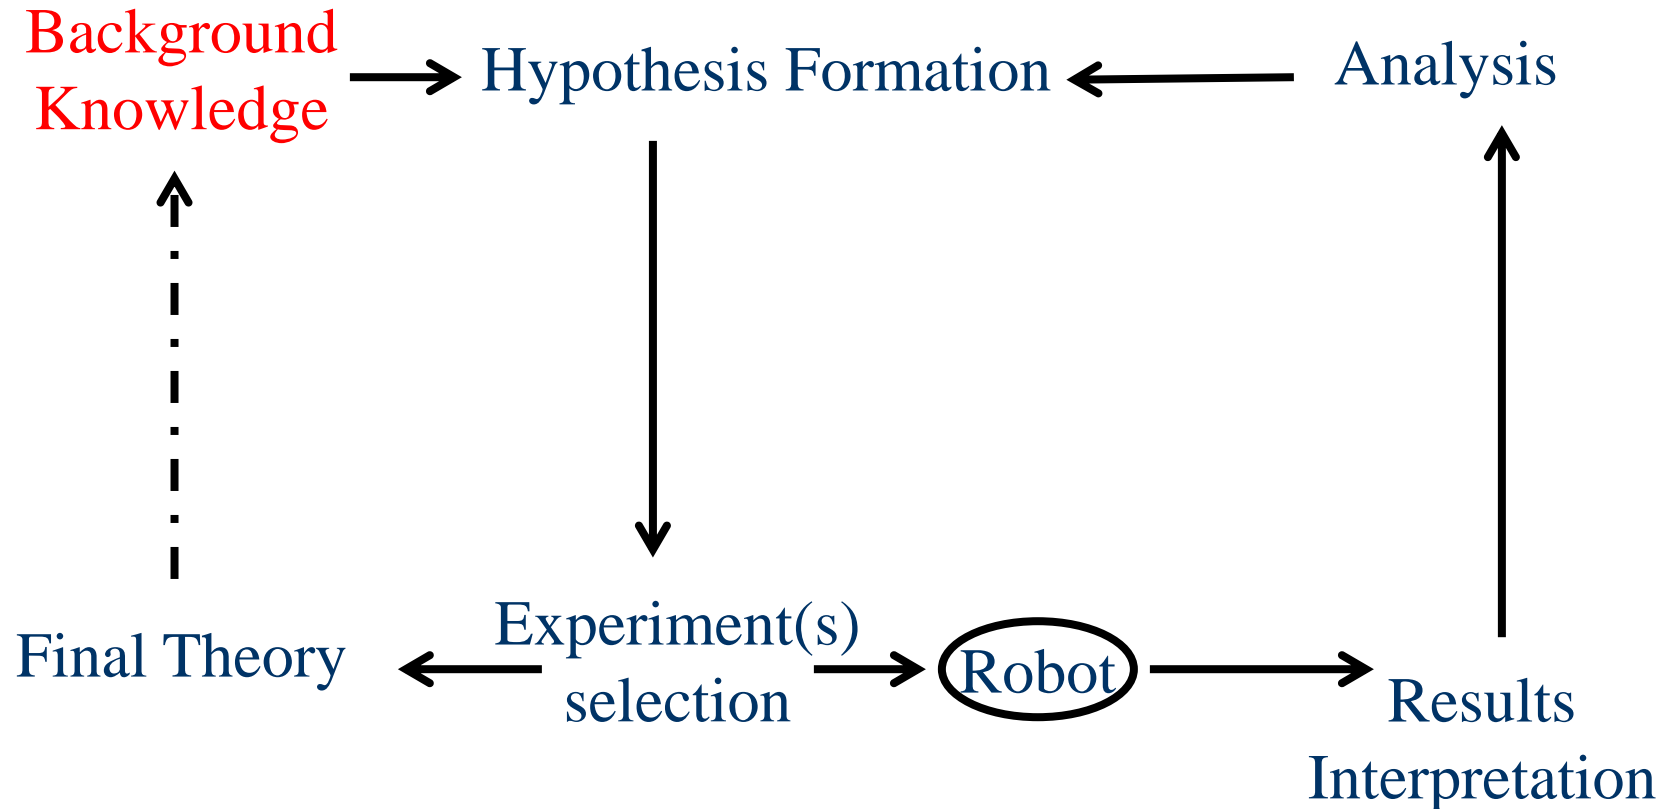 Background
Knowledge
Hypothesis Formation
Analysis
Final Theory
Experiment(s)
selection
Robot
Results
Interpretation